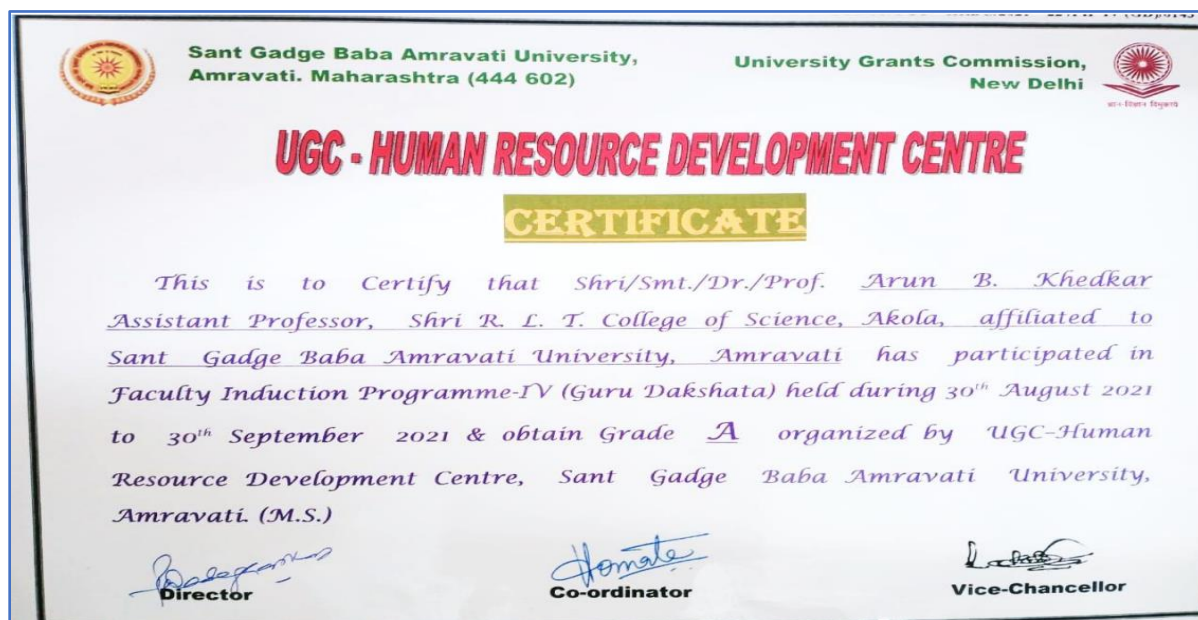 Sant Gadge Baba Amravati University,
Amravati. Maharashtra (444 602)
University Grants Commission,
New Delhi
ज्ञान-विज्ञान विमुक्तये
UGC - HUMAN RESOURCE DEVELOPMENT CENTRE
CERTIFICATE
This is to Certify that Shri/Smt./Dr./Prof. Arun B. Khedkar
Assistant Professor, Shri R. L. T. College of Science, Akola, affiliated to
Sant Gadge Baba Amravati University, Amravati has participated in
Faculty Induction Programme-IV (Guru Dakshata) held during 30th August 2021
to 30th September 2021 & obtain Grade A organized by UGC-Human
Resource Development Centre, Sant Gadge Baba Amravati University,
Amravati. (M.S.)
Director
Co-ordinator
Vice-Chancellor